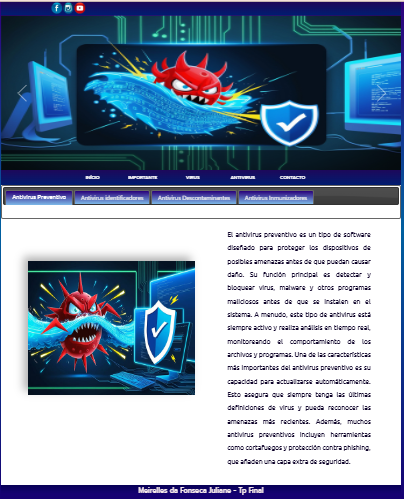 INÍCIO IMPORTANTE VIRUS ANTIVIRUS CONTACTO
Antivirus Preventivo Antivirus identificadores Antivirus Descontaminantes Antivirus Inmunizadores
El antivirus preventivo es un tipo de software
diseñado para proteger los dispositivos de
posibles amenazas antes de que puedan causar
daño. Su función principal es detectar y
bloquear virus, malware y otros programas
maliciosos antes de que se instalen en el
sistema. A menudo, este tipo de antivirus está
siempre activo y realiza análisis en tiempo real,
monitoreando el comportamiento de los
archivos y programas. Una de las características
más importantes del antivirus preventivo es su
capacidad para actualizarse automáticamente.
Esto asegura que siempre tenga las últimas
definiciones de virus y pueda reconocer las
amenazas más recientes. Además, muchos
antivirus preventivos incluyen herramientas
como cortafuegos y protección contra phishing,
que añaden una capa extra de seguridad.
Meirelles da Fonseca Juliane - Tp Final